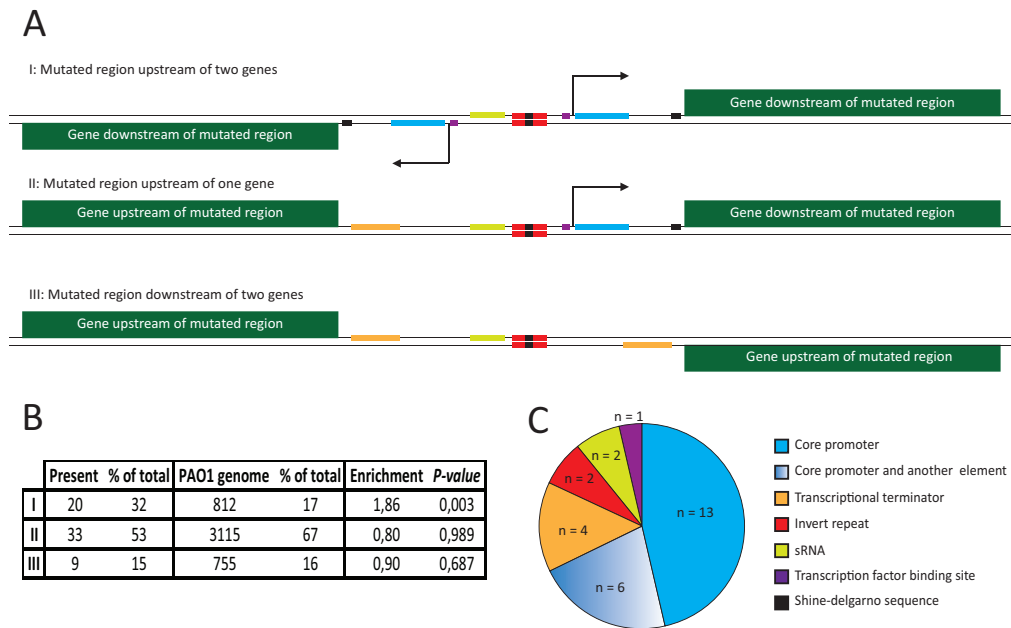 A
I: Mutated region upstream of two genes
Gene downstream of mutated region
Gene downstream of mutated region
II: Mutated region upstream of one gene
Gene upstream of mutated region
Gene downstream of mutated region
III: Mutated region downstream of two genes
Gene upstream of mutated region
Gene upstream of mutated region
B
Present % of total PAO1 genome % of total Enrichment P-value
I 20 32 812 17 1,86 0,003
II 33 53 3115 67 0,80 0,989
III 9 15 755 16 0,90 0,687
C
n = 1
n = 2
n = 2
n = 4
n = 6
n = 13
Core promoter
Core promoter and another element
Transcriptional terminator
Invert repeat
sRNA
Transcription factor binding site
Shine-delgarno sequence